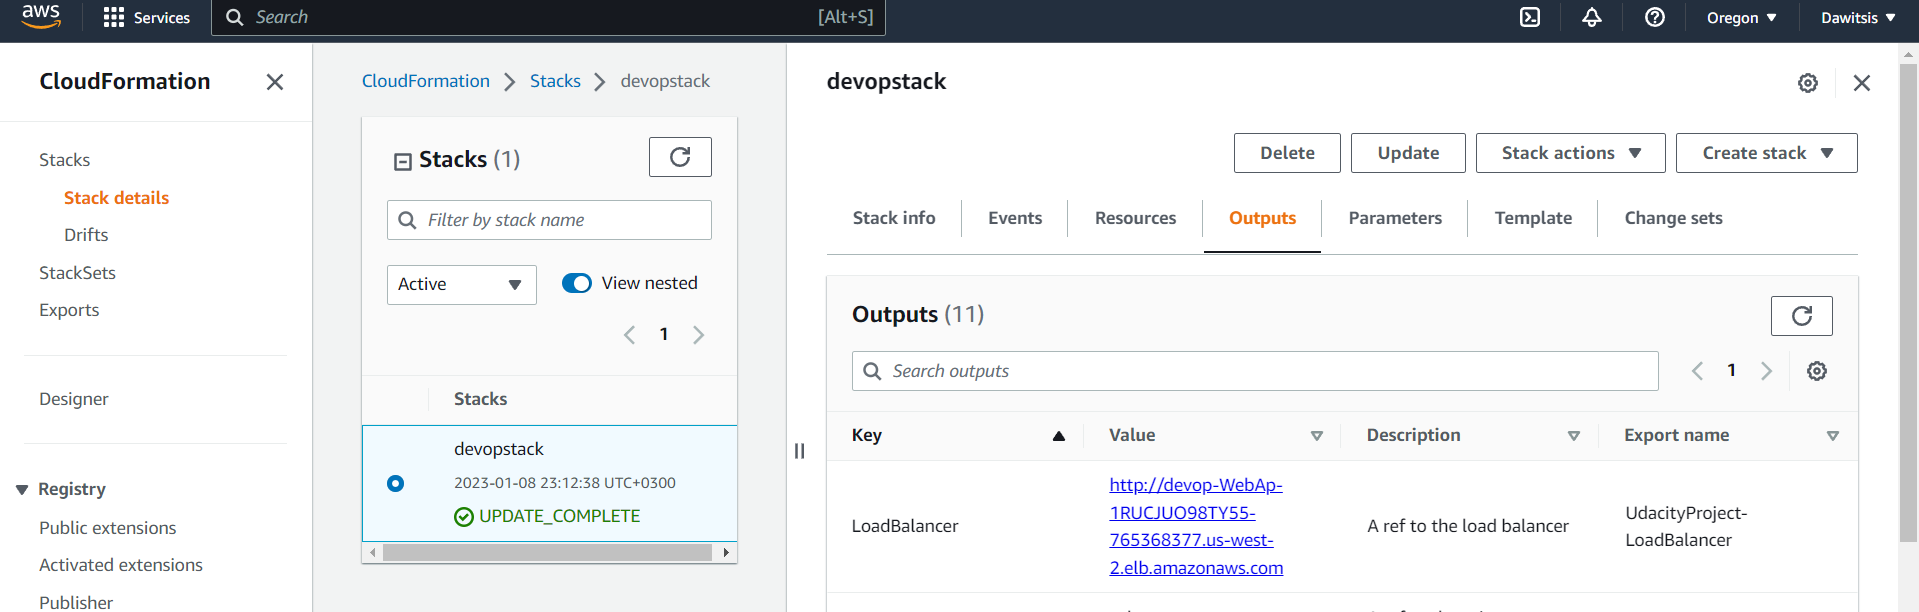 aws
Services
Search
[Alt+S]
Oregon
Dawitsis
CloudFormation
Stacks
Stack details
Drifts
StackSets
Exports
Designer
Registry
Public extensions
Activated extensions
Publisher
CloudFormation
Stacks
devopstack
Stacks (1)
Filter by stack name
Active
View nested
1
Stacks
devopstack
2023-01-08 23:12:38 UTC+0300
UPDATE_COMPLETE
devopstack
Delete
Update
Stack actions
Create stack
Stack info
Events
Resources
Outputs
Parameters
Template
Change sets
Outputs (11)
Search outputs
1
Key
Value
Description
Export name
LoadBalancer
http://devop-WebAp-
1RUCJUO98TY55-
765368377.us-west-
2.elb.amazonaws.com
A ref to the load balancer
UdacityProject-
LoadBalancer